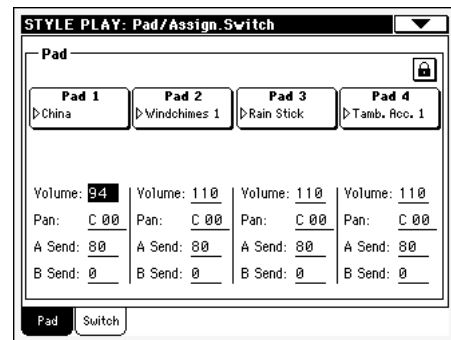 STYLE PLAY: Pad/Assign.Switch
Pad
Pad 1 Pad 2 Pad 3 Pad 4
China Windchimes 1 Rain Stick Tamb. Acc. 1
Volume: 94 Volume: 110 Volume: 110 Volume: 110
Pan: C 00 Pan: C 00 Pan: C 00 Pan: C 00
A Send: 80 A Send: 80 A Send: 80 A Send: 80
B Send: 0 B Send: 0 B Send: 0 B Send: 0
Pad Switch